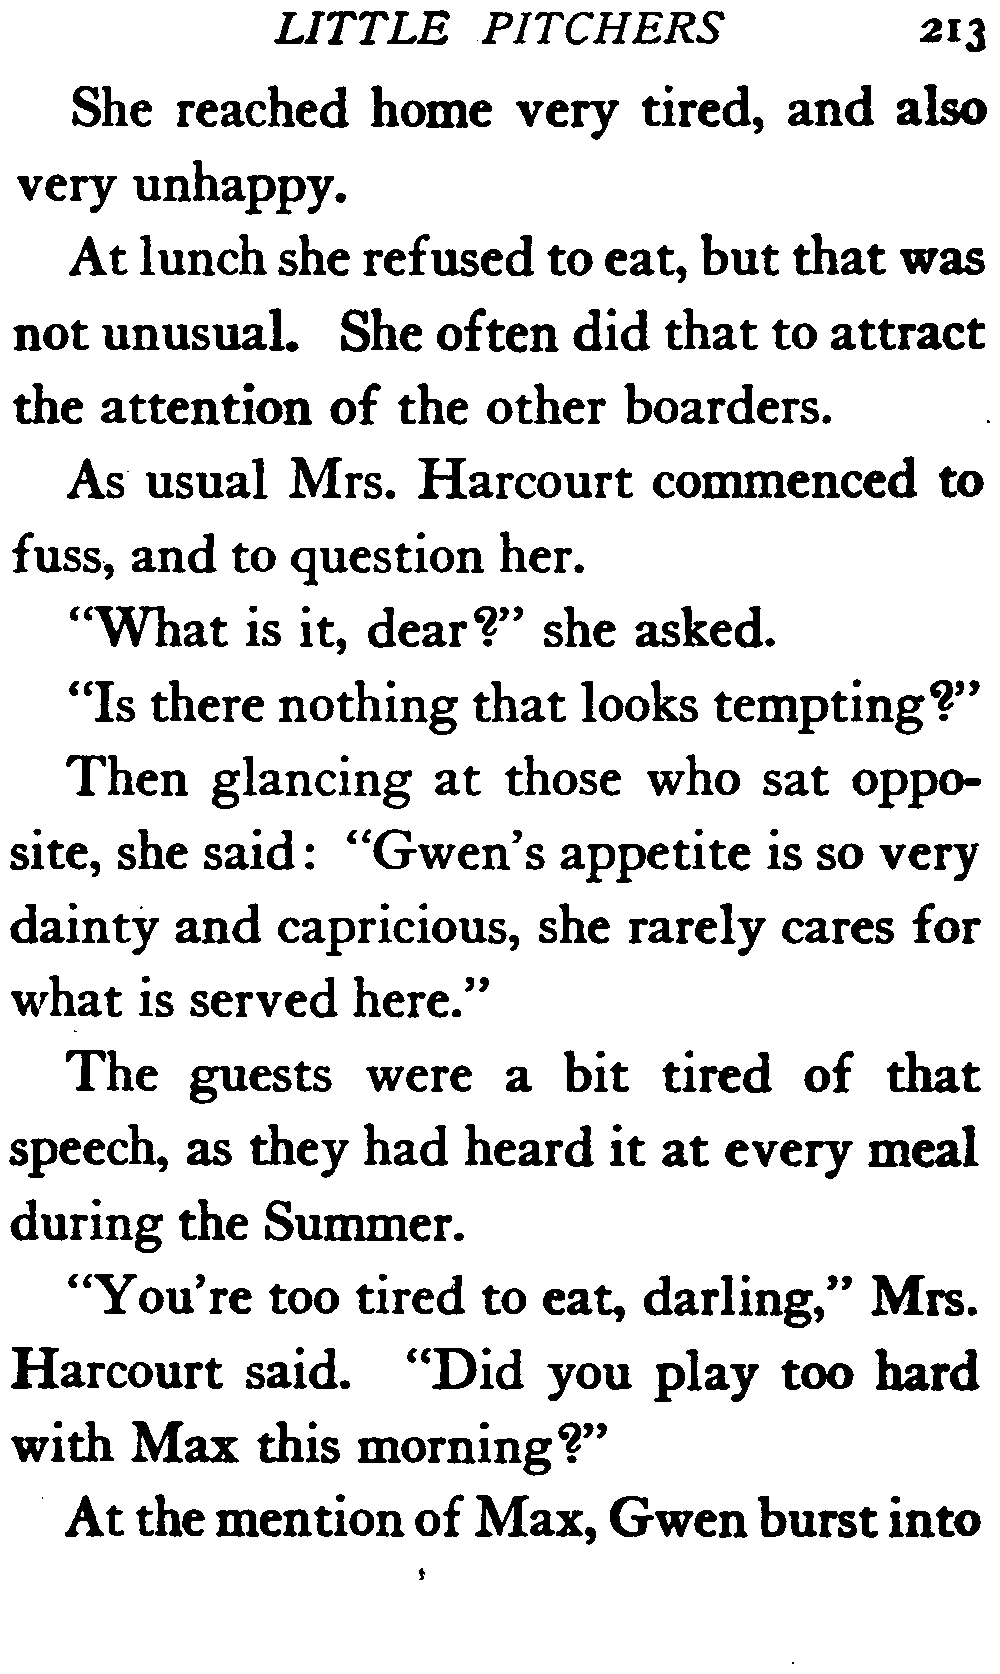 LITTLE PITCHERS 213
She reached home very tired, and also
very unhappy.
At lunch she refused to eat, but that was
not unusual. She often did that to attract
the attention of the other boarders.
As usual Mrs. Harcourt commenced to
fuss, and to question her.
"What is it, dear?" she asked.
"Is there nothing that looks tempting?"
Then glancing at those who sat oppo-
site, she said: "Gwen's appetite is so very
dainty and capricious, she rarely cares for
what is served here."
The guests were a bit tired of that
speech, as they had heard it at every meal
during the Summer.
"You're too tired to eat, darling," Mrs.
Harcourt said. "Did you play too hard
with Max this morning?"
At the mention of Max, Gwen burst into